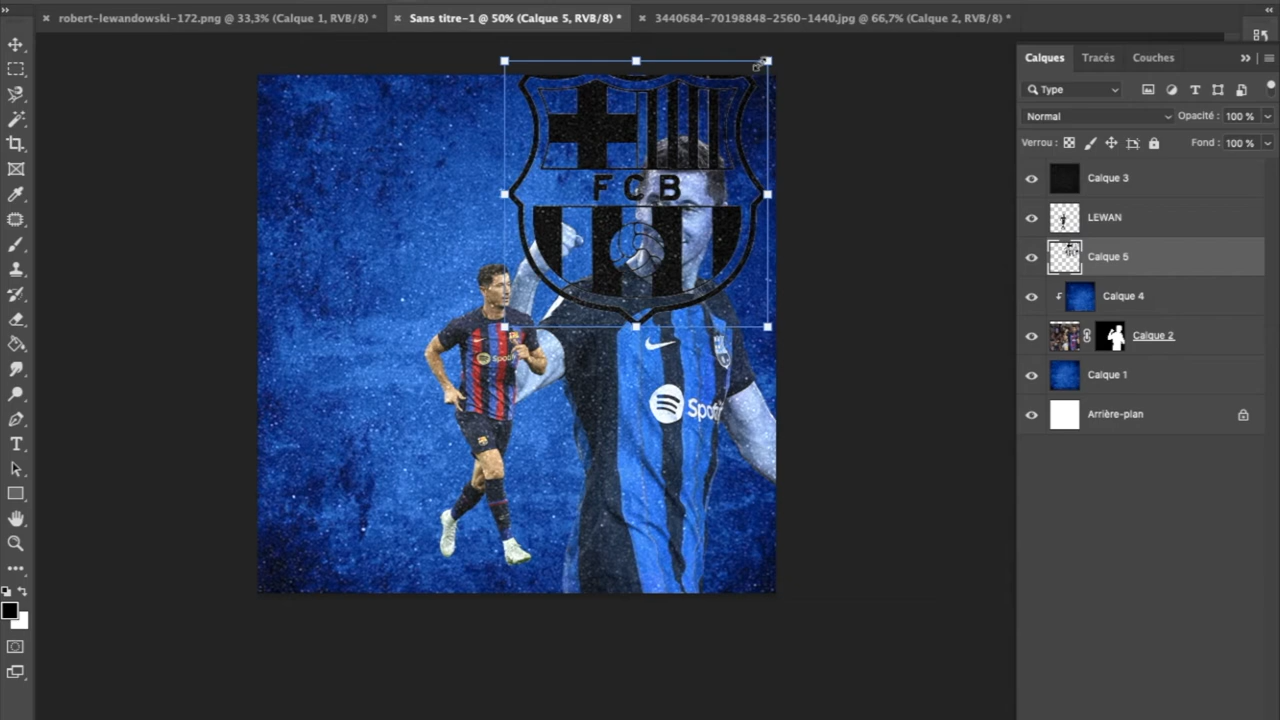 robert-lewandowski-172.png @ 33,3% (Calque 1, RVB/8) *
Sans titre-1 @ 50% (Calque 5, RVB/8) *
3440684-70198848-2560-1440.jpg @ 66,7% (Calque 2, RVB/8) *
Calques Tracés Couches
Type
Normal Opacité : 100 %
Verrou : Fond : 100 %
Calque 3
LEWAN
Calque 5
Calque 4
Calque 2
Calque 1
Arrière-plan
FCB
Spotify